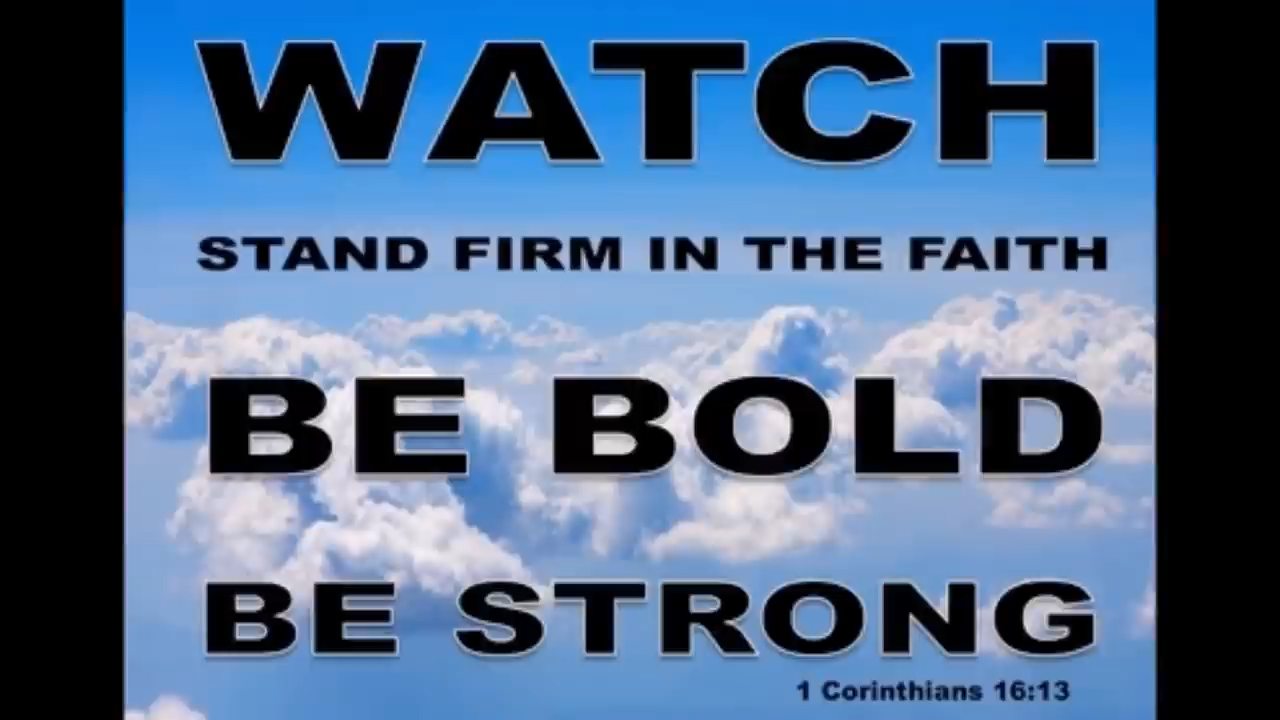 WATCH
STAND FIRM IN THE FAITH
BE BOLD
BE STRONG
1 Corinthians 16:13